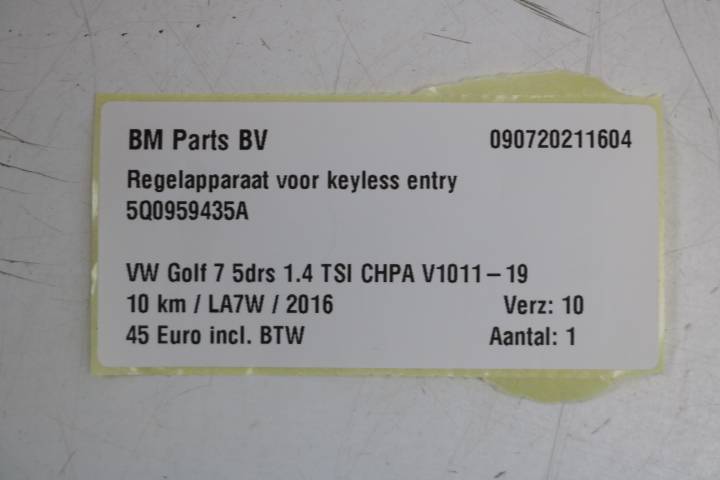 BM Parts BV 090720211604
Regelapparaat voor keyless entry
5Q0959435A
VW Golf 7 5drs 1.4 TSI CHPA V1011-19
10 km / LA7W / 2016 Verz: 10
45 Euro incl. BTW Aantal: 1